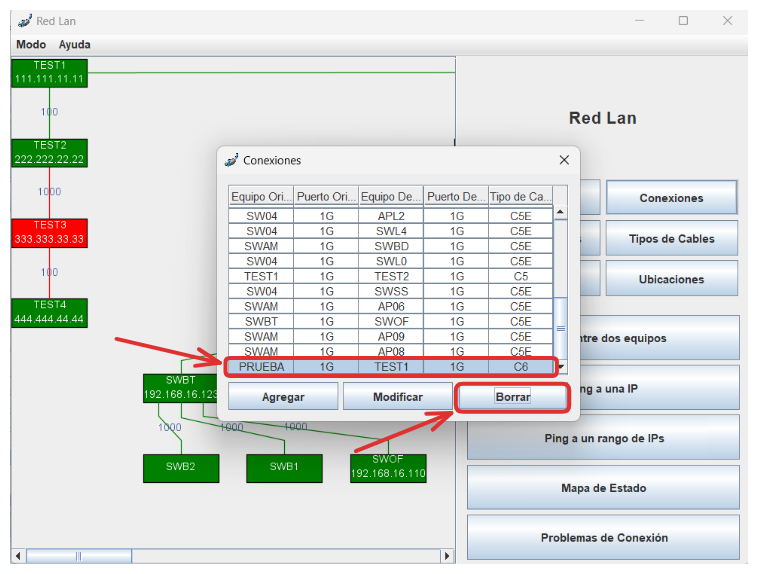 Red Lan
Modo Ayuda
TEST1
111.111.11.11
100
TEST2
222.222.22.22
1000
TEST3
333.333.33.33
100
TEST4
444.444.44.44
SWBT
192.168.16.123
1000 1000 1000
SWB2
SWB1
SWOF
192.168.16.110
Conexiones
Equipo Ori... Puerto Ori... Equipo De... Puerto De... Tipo de Ca...
SW04 1G APL2 1G C5E
SW04 1G SWL4 1G C5E
SWAM 1G SWBD 1G C5E
SW04 1G SWL0 1G C5E
TEST1 1G TEST2 1G C5
SW04 1G SWSS 1G C5E
SWAM 1G AP06 1G C5E
SWBT 1G SWOF 1G C5E
SWAM 1G AP09 1G C5E
SWAM 1G AP08 1G C5E
PRUEBA 1G TEST1 1G C6
Agregar Modificar Borrar
Red Lan
Conexiones
s Tipos de Cables
Ubicaciones
ntre dos equipos
ng a una IP
Ping a un rango de IPs
Mapa de Estado
Problemas de Conexión